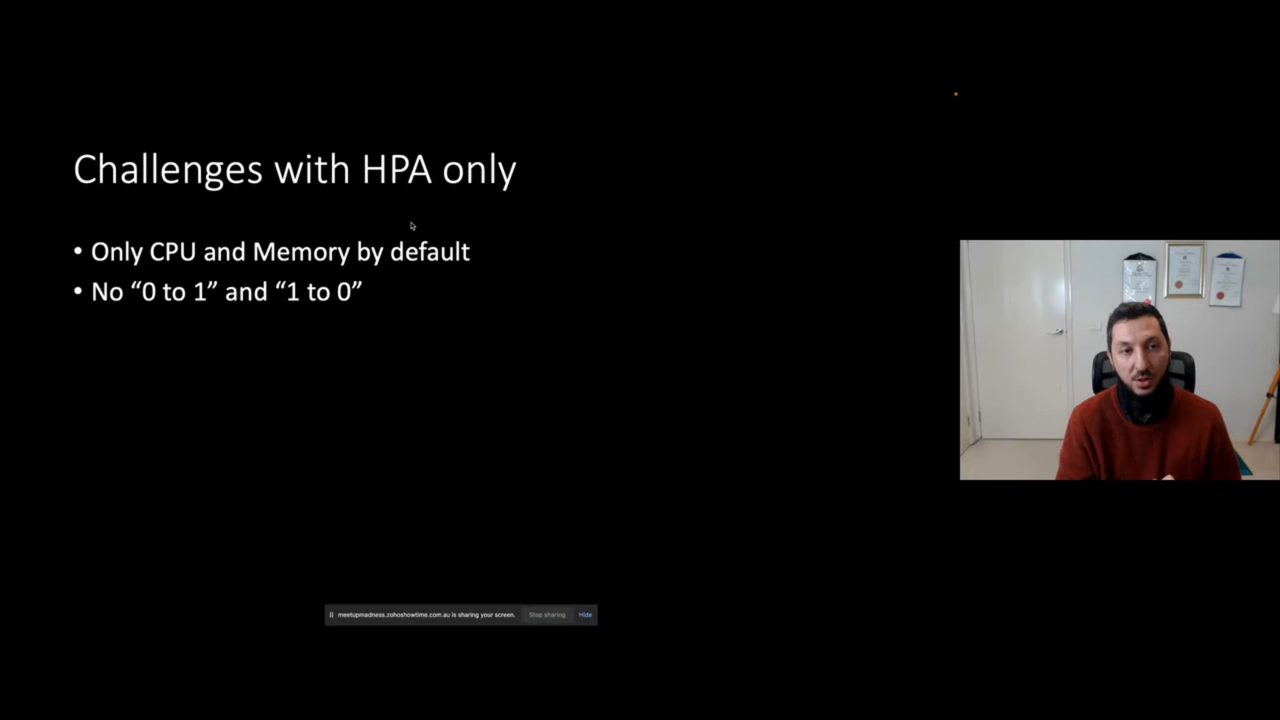 Challenges with HPA only
• Only CPU and Memory by default
• No “0 to 1” and “1 to 0”
meetupmadness.zohoshowtime.com.au is sharing your screen. Stop sharing Hide